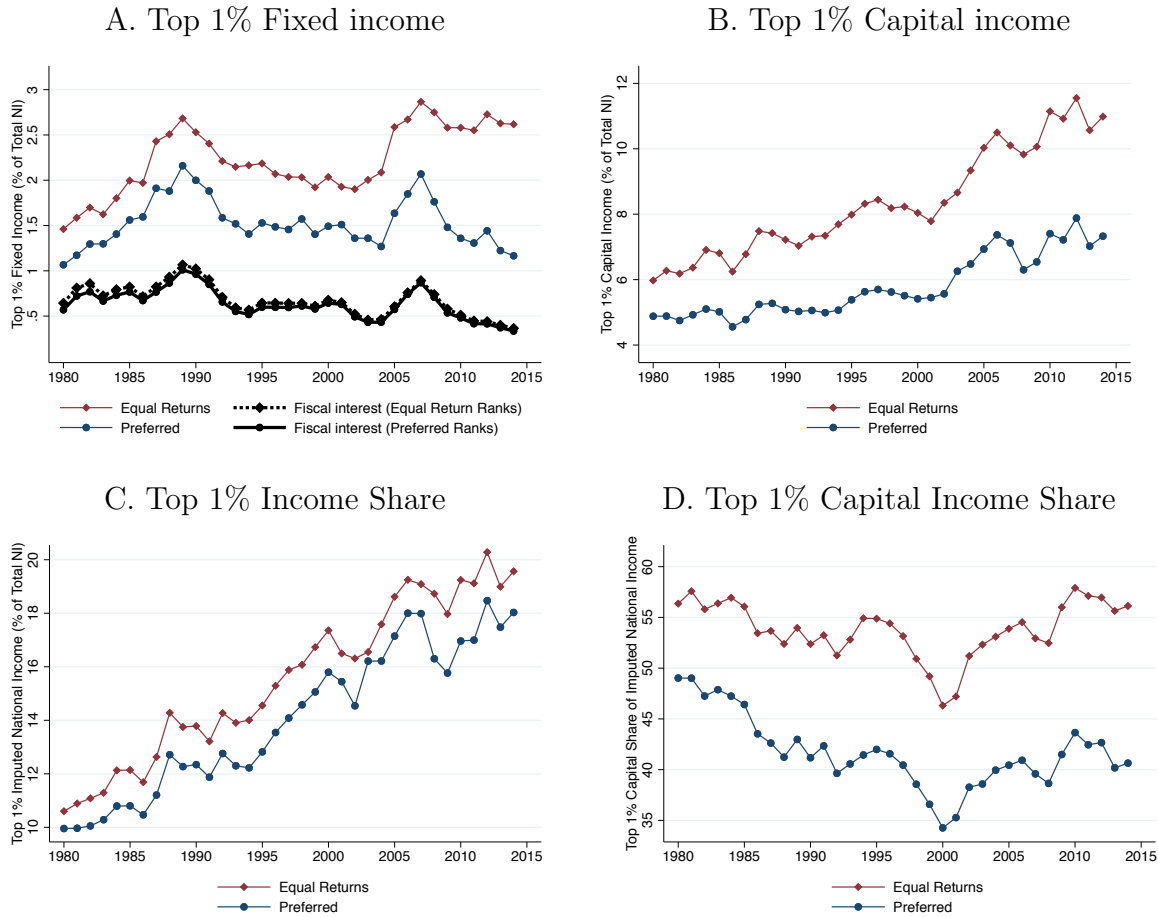 A. Top 1% Fixed income
Top 1% Fixed Income (% of Total NI)
3
2.5
2
1.5
1
.5
1980 1985 1990 1995 2000 2005 2010 2015
Equal Returns Fiscal interest (Equal Return Ranks)
Preferred Fiscal interest (Preferred Ranks)
B. Top 1% Capital income
Top 1% Capital Income (% of Total NI)
12
10
8
6
4
1980 1985 1990 1995 2000 2005 2010 2015
Equal Returns
Preferred
C. Top 1% Income Share
Top 1% Imputed National Income (% of Total NI)
20
18
16
14
12
10
1980 1985 1990 1995 2000 2005 2010 2015
Equal Returns
Preferred
D. Top 1% Capital Income Share
Top 1% Capital Share of Imputed National Income
60
55
50
45
40
35
1980 1985 1990 1995 2000 2005 2010 2015
Equal Returns
Preferred